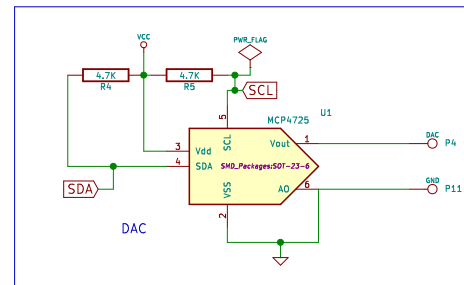 VCC
PWR_FLAG
4.7K
4.7K
R4
R5
SCL
U1
MCP4725
5
SCL
DAC
3
Vdd
Vout
1
P4
4
SDA
SMD_Packages:SOT-23-6
GND
SDA
VSS
A0
6
P11
2
DAC